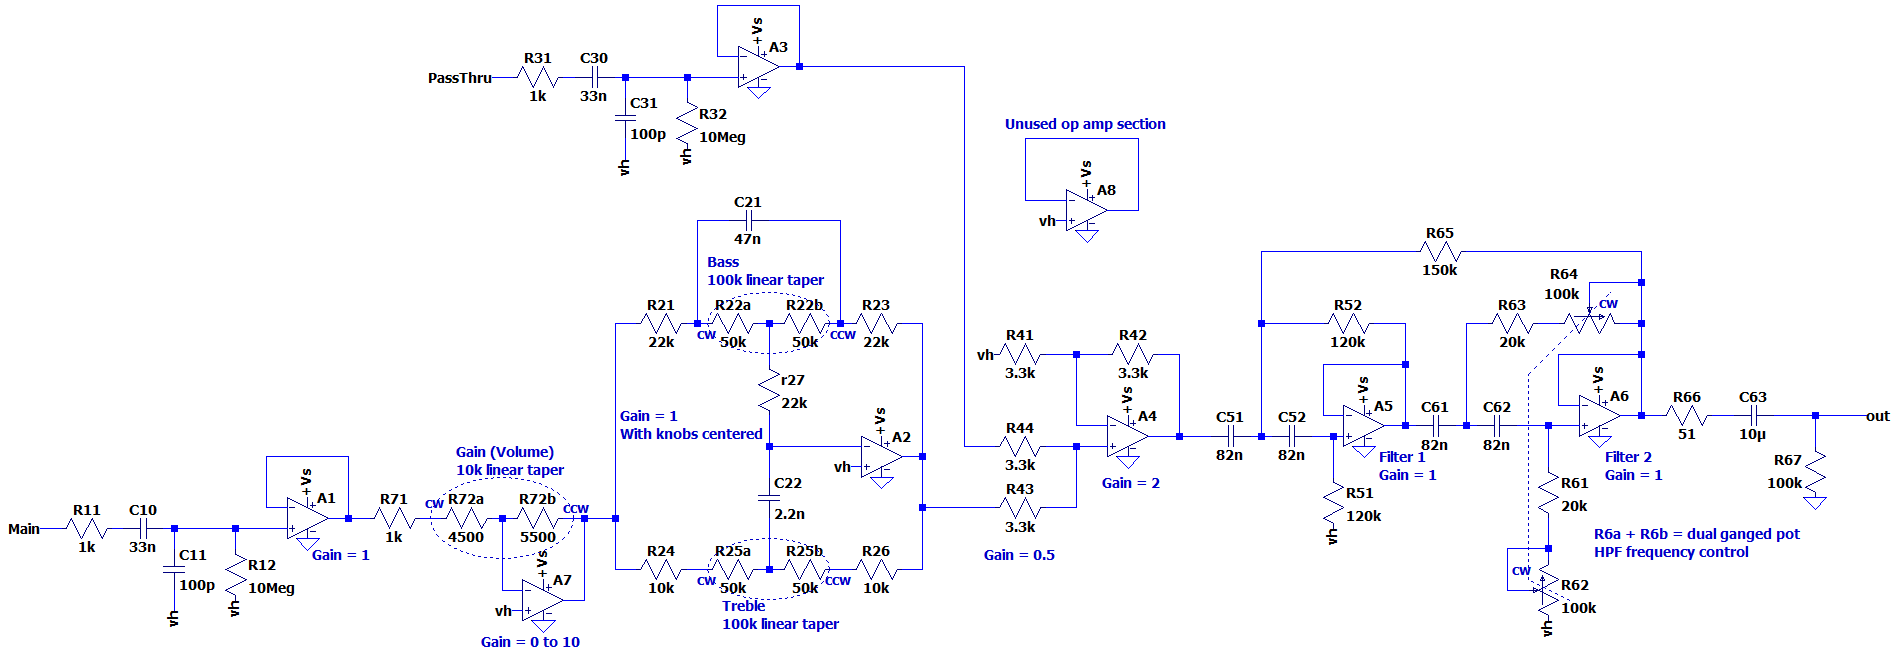 PassThru
R31
1k
C30
33n
C31
100p
vh
R32
10Meg
vh
+Vs
A3
Unused op amp section
+Vs
A8
vh
C21
47n
Bass
100k linear taper
R21
22k
CW
R22a
50k
R22b
50k
CCW
R23
22k
r27
22k
Gain = 1
With knobs centered
+Vs
A2
vh
C22
2.2n
R24
10k
CW
R25a
50k
R25b
50k
CCW
R26
10k
Treble
100k linear taper
Main
R11
1k
C10
33n
C11
100p
vh
R12
10Meg
vh
+Vs
A1
Gain = 1
R71
1k
Gain (Volume)
10k linear taper
CW
R72a
4500
R72b
5500
CCW
+Vs
A7
vh
Gain = 0 to 10
vh
R41
3.3k
R42
3.3k
+Vs
A4
R44
3.3k
R43
3.3k
Gain = 2
Gain = 0.5
C51
82n
C52
82n
R51
120k
vh
R52
120k
+Vs
A5
Filter 1
Gain = 1
R65
150k
C61
82n
C62
82n
R63
20k
R64
100k
CW
+Vs
A6
Filter 2
Gain = 1
R61
20k
CW
R62
100k
vh
R6a + R6b = dual ganged pot
HPF frequency control
R66
51
C63
10µ
R67
100k
out